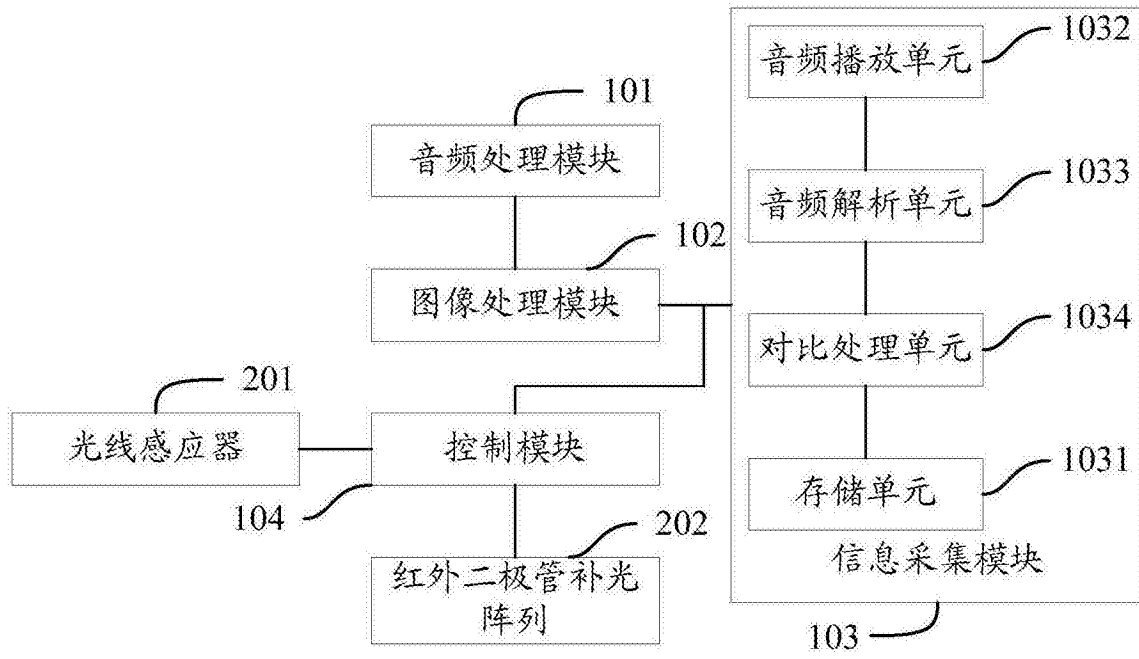 1032
音频播放单元
101
音频处理模块
1033
音频解析单元
102
图像处理模块
1034
对比处理单元
201
光线感应器
控制模块
104
1031
存储单元
信息采集模块
202
红外二极管补光
阵列
103